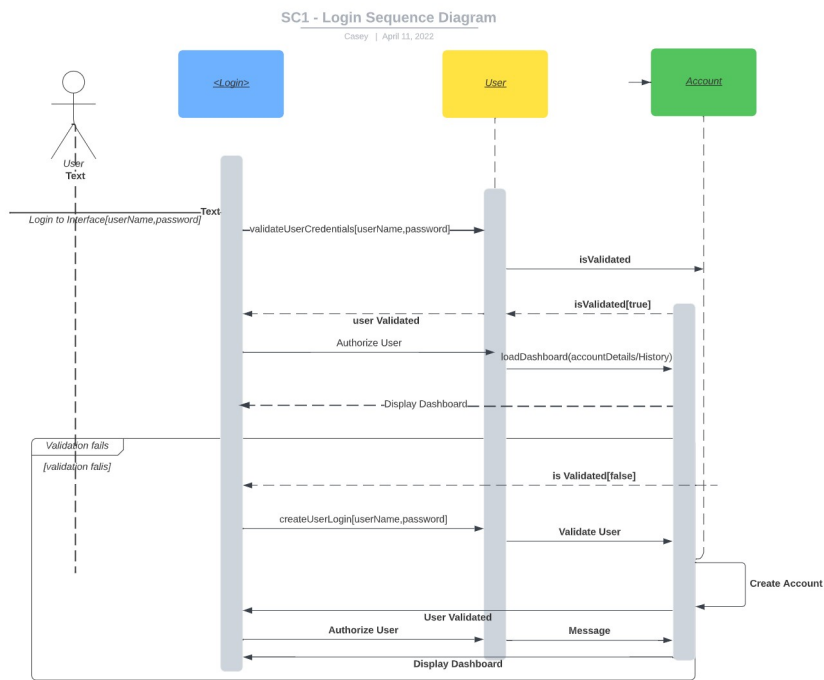 SC1 - Login Sequence Diagram
Casey | April 11, 2022
<Login>
User
Account
User
Text
Text
Login to Interface[userName,password]
validateUserCredentials[userName,password]
isValidated
isValidated[true]
user Validated
Authorize User
loadDashboard(accountDetails/History)
Display Dashboard
Validation fails
[validation falis]
is Validated[false]
createUserLogin[userName,password]
Validate User
Create Account
User Validated
Authorize User
Message
Display Dashboard